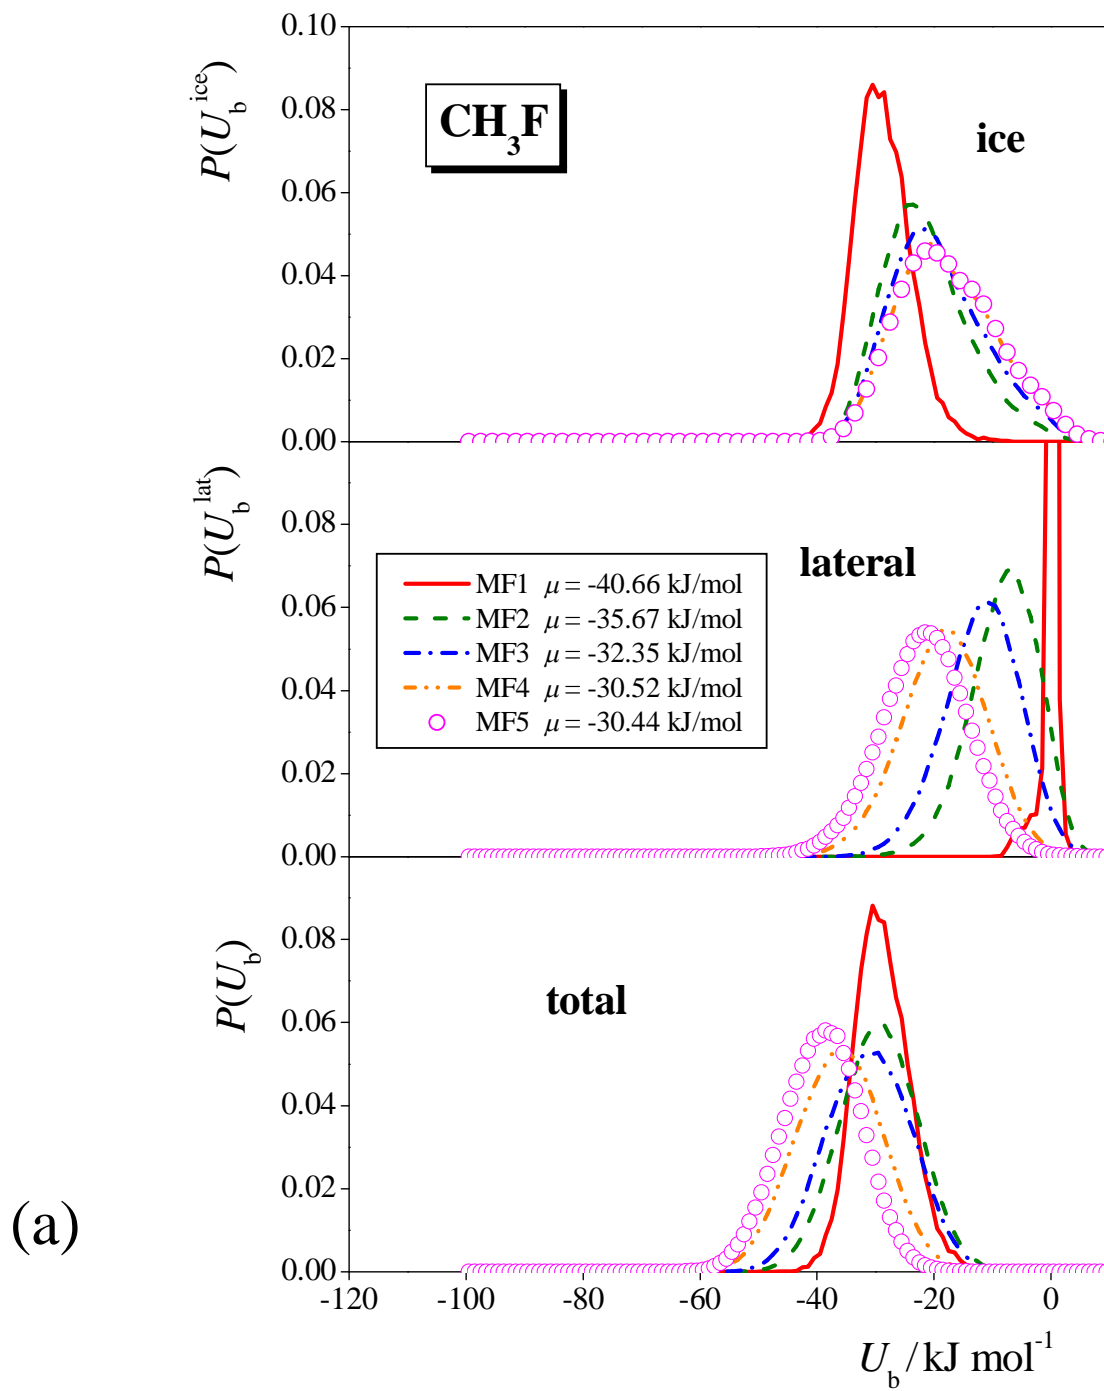 0.10
0.08
0.06
0.04
0.02
0.00
P(U_b^ice)
CH₃F
ice
0.08
0.06
0.04
0.02
0.00
P(U_b^lat)
lateral
MF1 μ = -40.66 kJ/mol
MF2 μ = -35.67 kJ/mol
MF3 μ = -32.35 kJ/mol
MF4 μ = -30.52 kJ/mol
MF5 μ = -30.44 kJ/mol
0.08
0.06
0.04
0.02
0.00
P(U_b)
total
(a)
-120 -100 -80 -60 -40 -20 0
U_b / kJ mol⁻¹